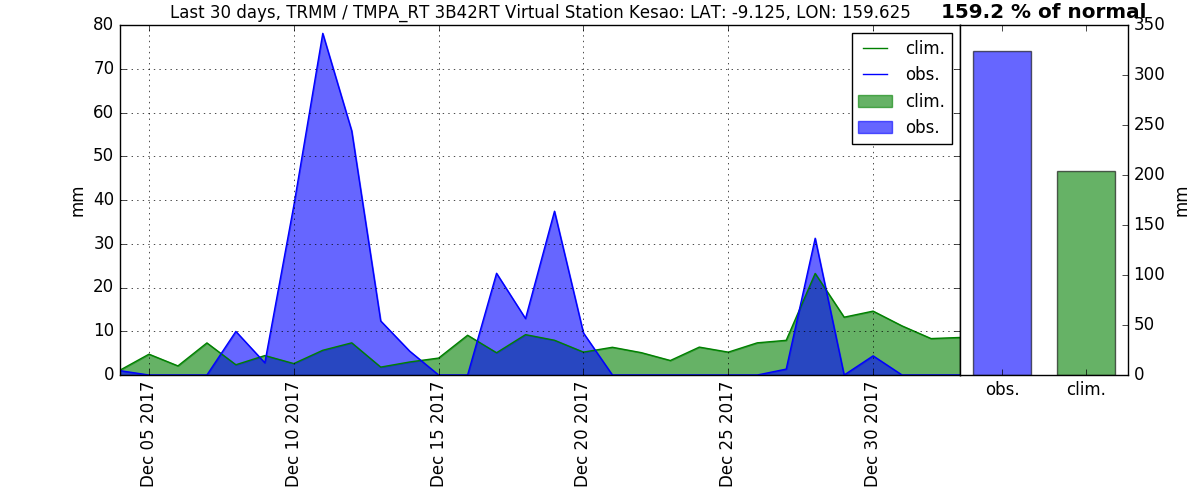 Last 30 days, TRMM / TMPA_RT 3B42RT Virtual Station Kesao: LAT: -9.125, LON: 159.625
159.2 % of normal
80
70
60
50
40
30
20
10
0
mm
clim.
obs.
clim.
obs.
350
300
250
200
150
100
50
0
mm
obs.
clim.
Dec 05 2017
Dec 10 2017
Dec 15 2017
Dec 20 2017
Dec 25 2017
Dec 30 2017